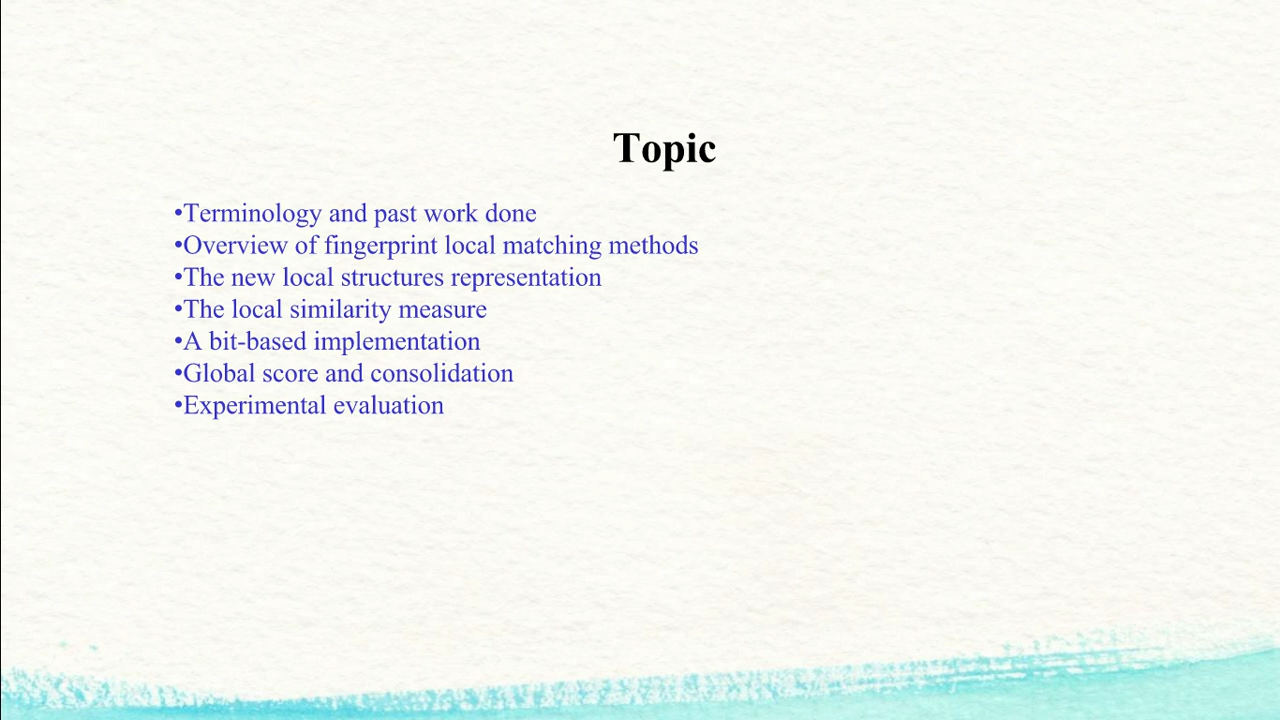 Topic
•Terminology and past work done
•Overview of fingerprint local matching methods
•The new local structures representation
•The local similarity measure
•A bit-based implementation
•Global score and consolidation
•Experimental evaluation